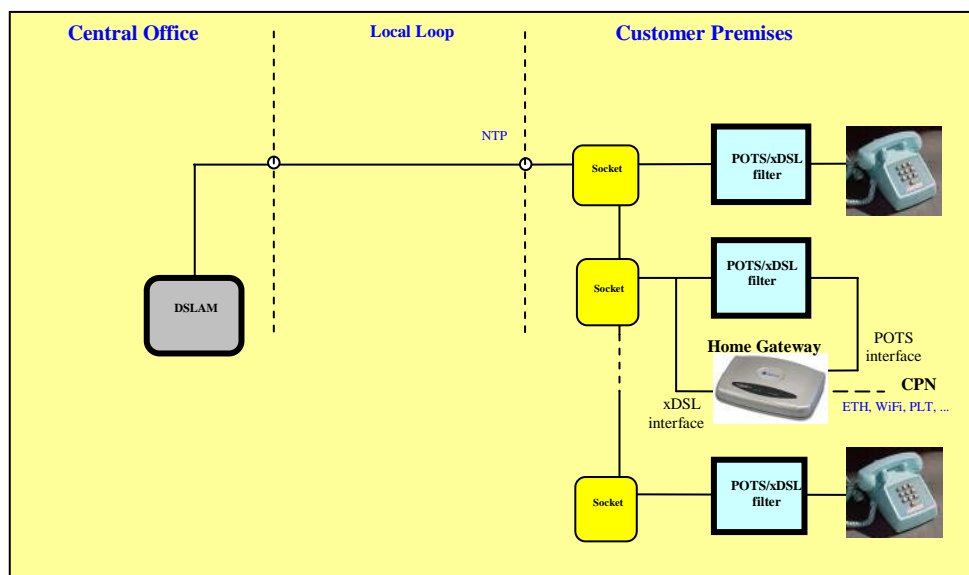 Central Office
Local Loop
Customer Premises
NTP
Socket
POTS/xDSL
filter
Socket
POTS/xDSL
filter
DSLAM
Home Gateway
POTS
interface
xDSL
interface
CPN
ETH, WiFi, PLT, ...
Socket
POTS/xDSL
filter